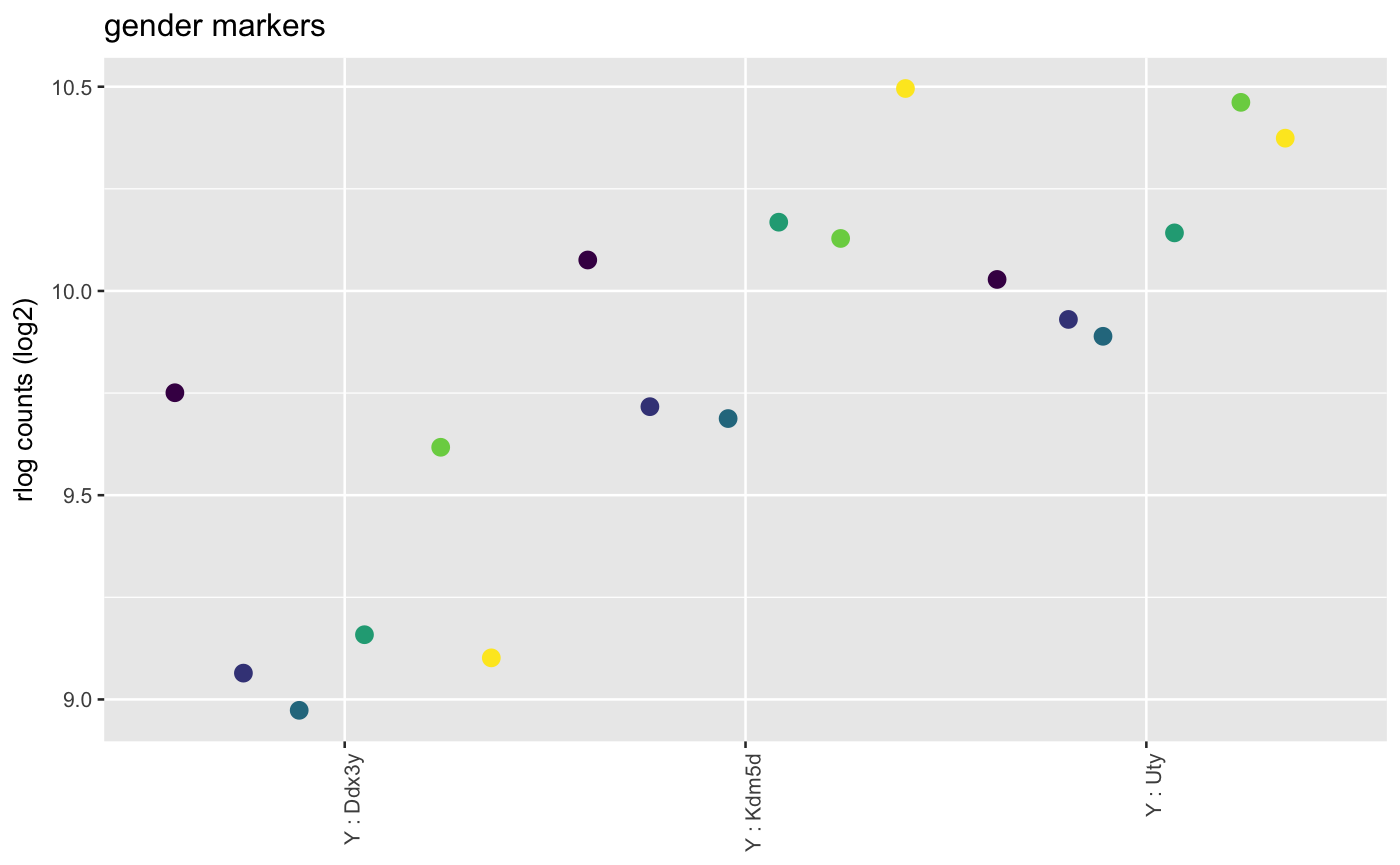 gender markers
rlog counts (log2)
10.5
10.0
9.5
9.0
Y : Ddx3y
Y : Kdm5d
Y : Uty